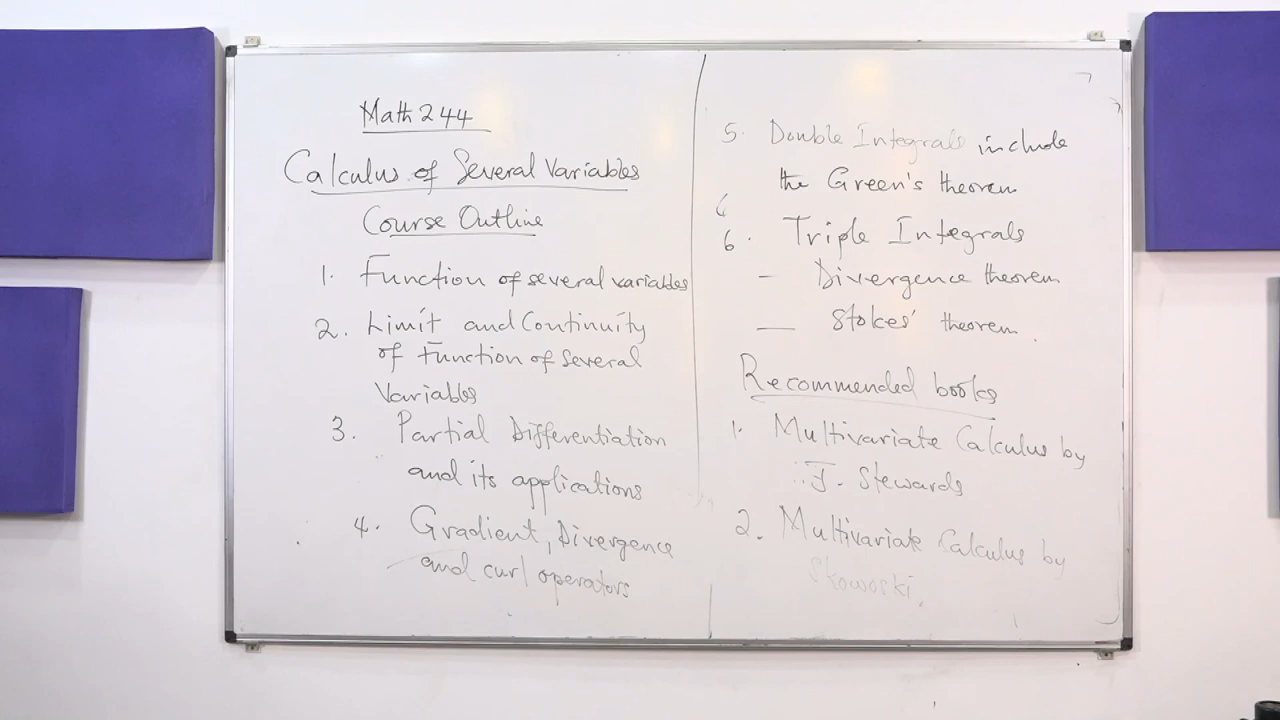 Math 244
Calculus of Several Variables
Course Outline
1. Function of several variables
2. Limit and Continuity
of Function of Several
Variables
3. Partial Differentiation
and its applications
4. Gradient, Divergence
and curl operators
5. Double Integrals include
the Green's theorem
6. Triple Integrals
- Divergence theorem
— Stokes' theorem.
Recommended books
1. Multivariate Calculus by
J. Stewards
2. Multivariate Calculus by
Skowoski.